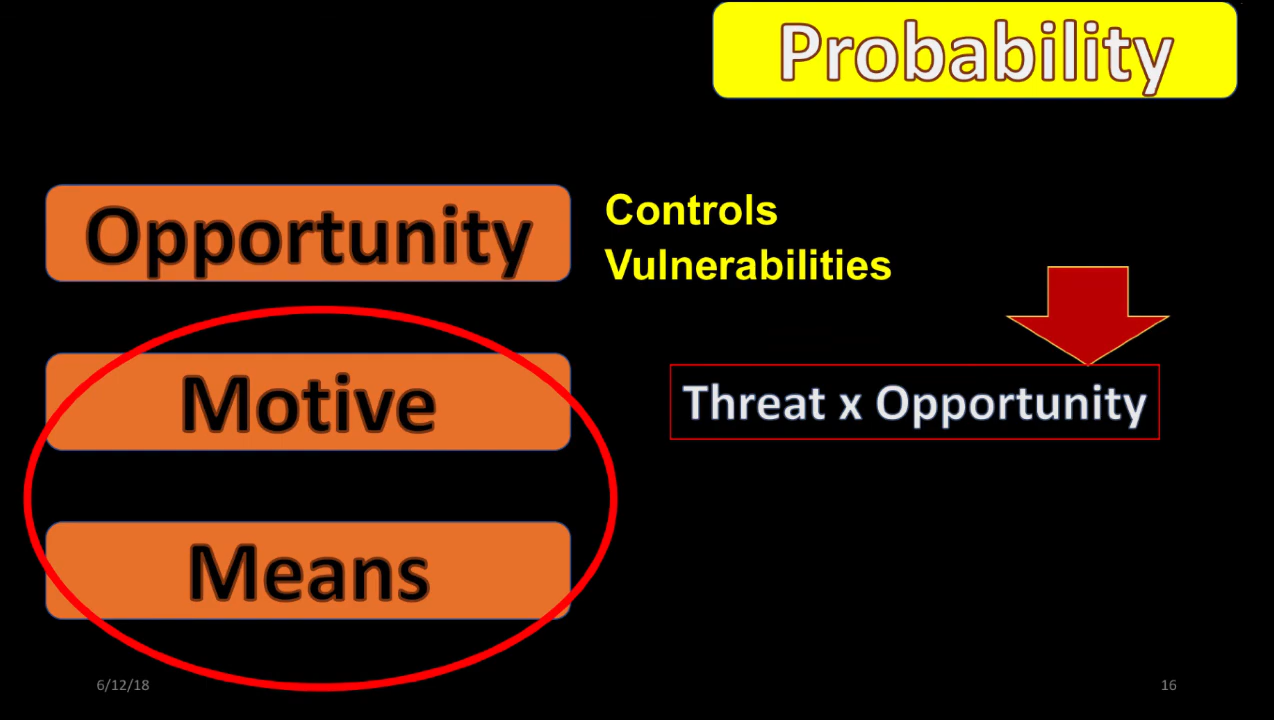 Probability
Opportunity
Controls
Vulnerabilities
Motive
Threat x Opportunity
Means
6/12/18
16